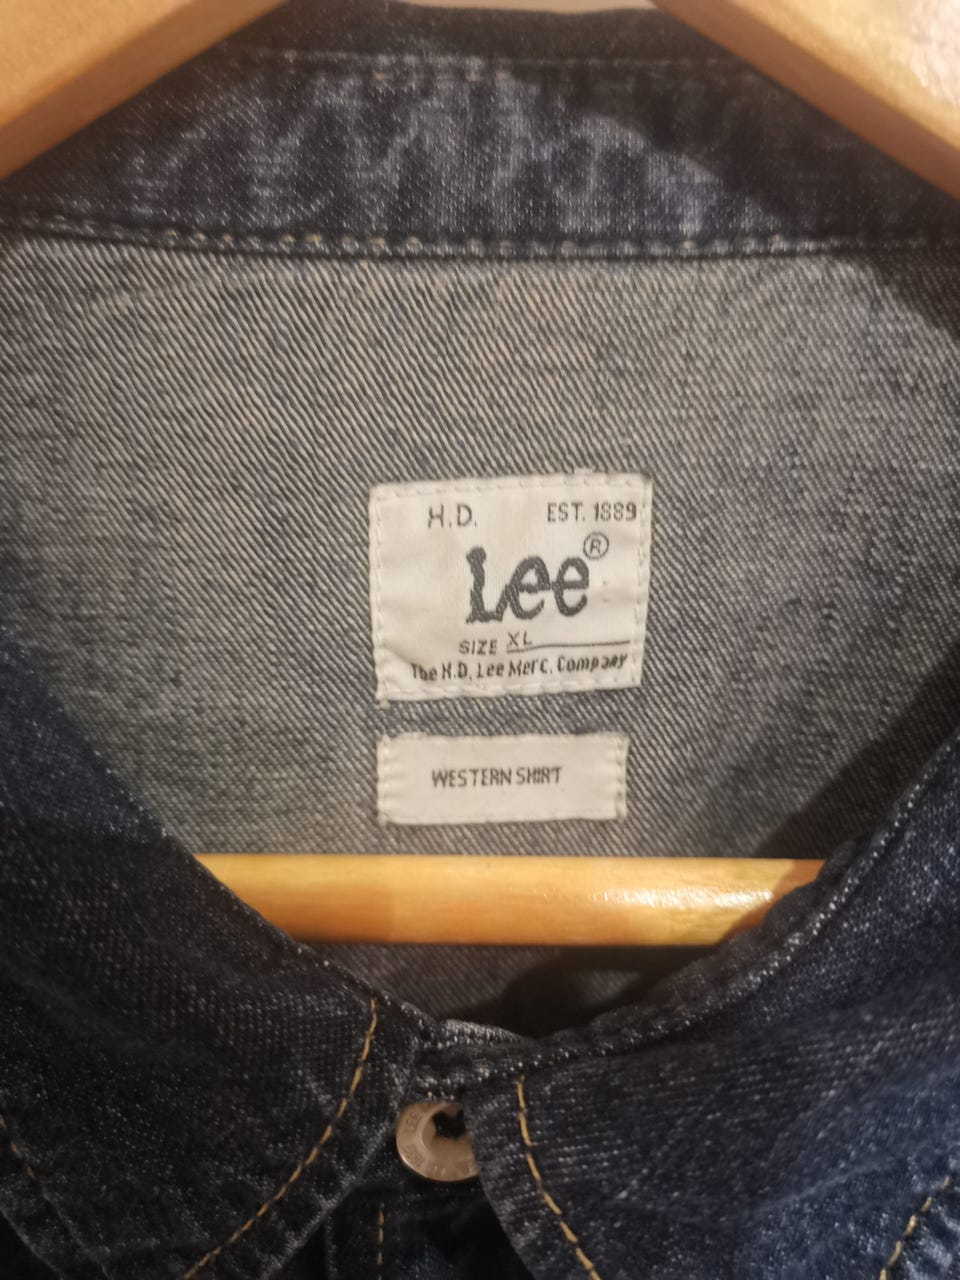 H.D. EST. 1889
Lee®
SIZE XL
The H.D. Lee Merc. Company
WESTERN SHIRT